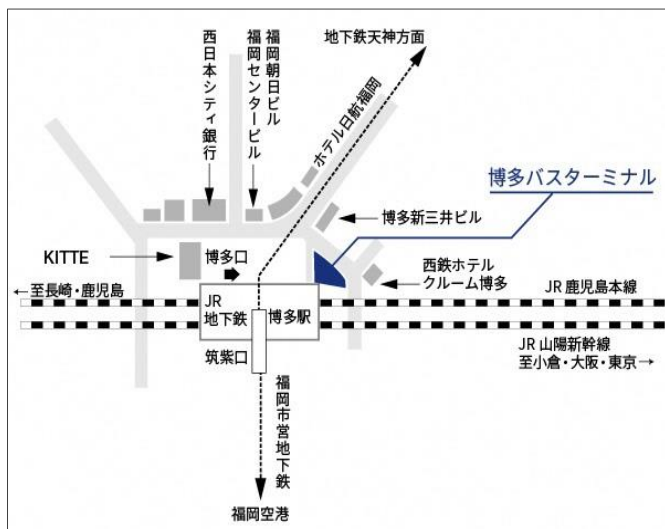 地下鉄天神方面
西日本シティ銀行
福岡センタービル
福岡朝日ビル
ホテル日航福岡
博多バスターミナル
博多新三井ビル
KITTE
博多口
西鉄ホテル
クルーム博多
←至長崎・鹿児島
JR
地下鉄
博多駅
JR鹿児島本線
筑紫口
JR山陽新幹線
至小倉・大阪・東京→
福岡市営地下鉄
福岡空港